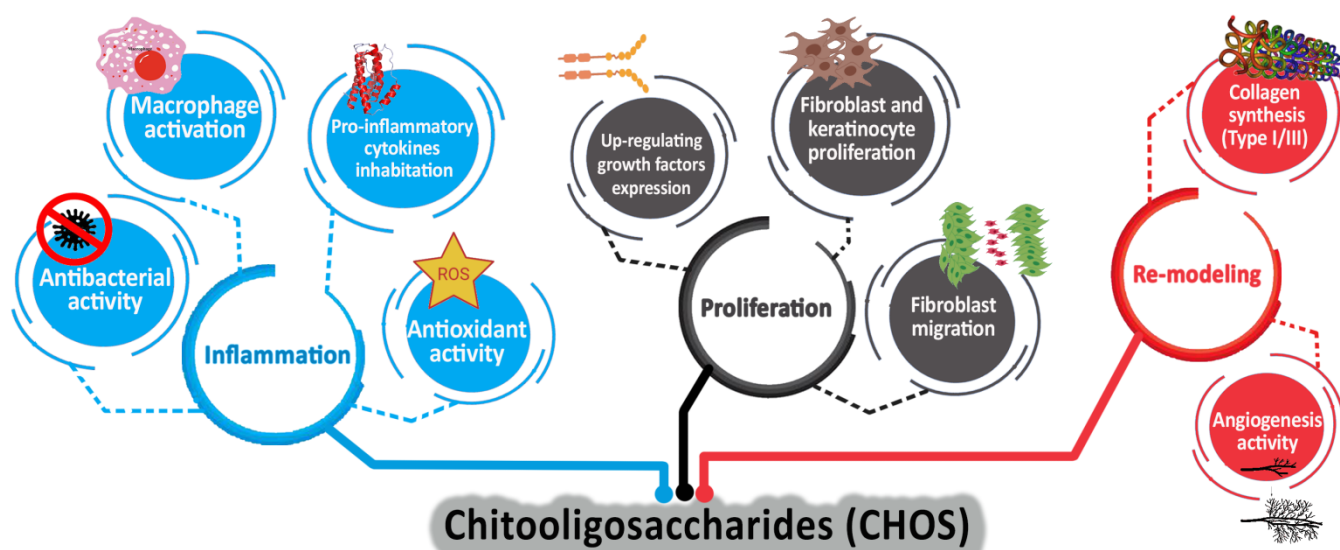 Macrophage
activation
Pro-inflammatory
cytokines
inhabitation
Antibacterial
activity
ROS
Antioxidant
activity
Inflammation
Up-regulating
growth factors
expression
Fibroblast and
keratinocyte
proliferation
Fibroblast
migration
Proliferation
Collagen
synthesis
(Type I/III)
Re-modeling
Angiogenesis
activity
Chitooligosaccharides (CHOS)